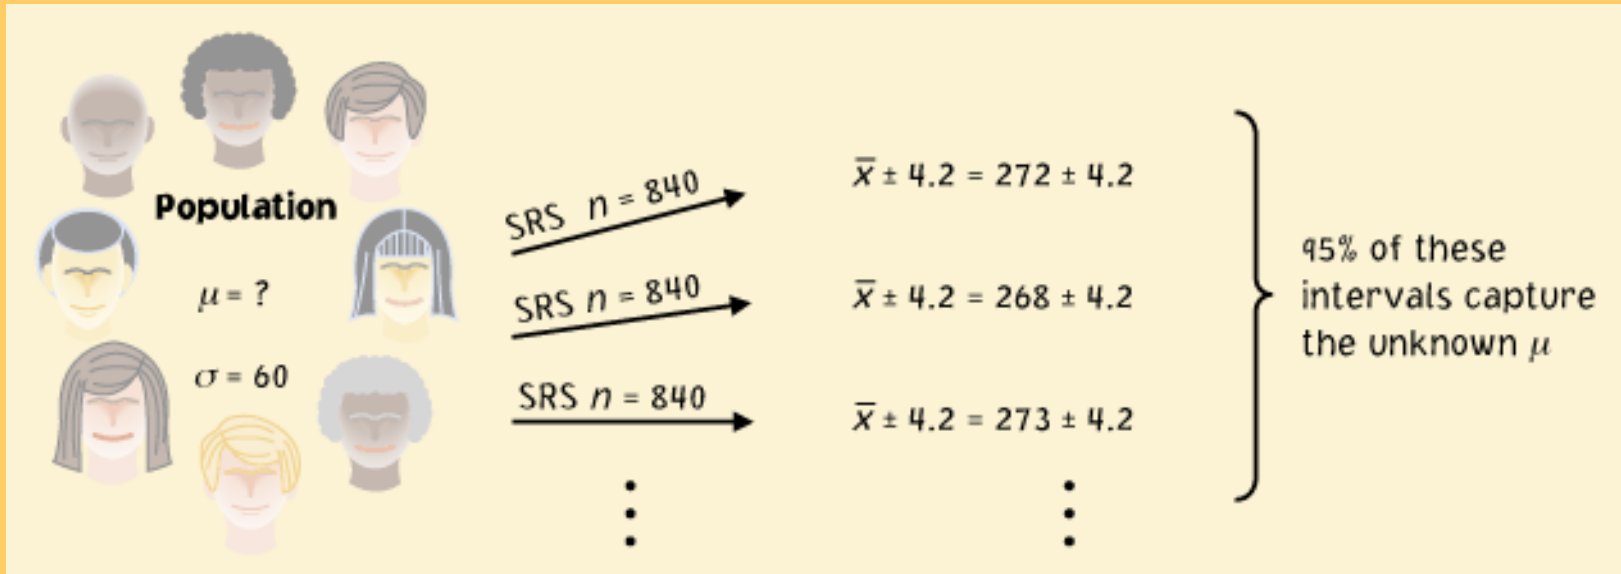 Population
μ = ?
σ = 60
SRS n = 840
x̅ ± 4.2 = 272 ± 4.2
SRS n = 840
x̅ ± 4.2 = 268 ± 4.2
SRS n = 840
x̅ ± 4.2 = 273 ± 4.2
95% of these
intervals capture
the unknown μ